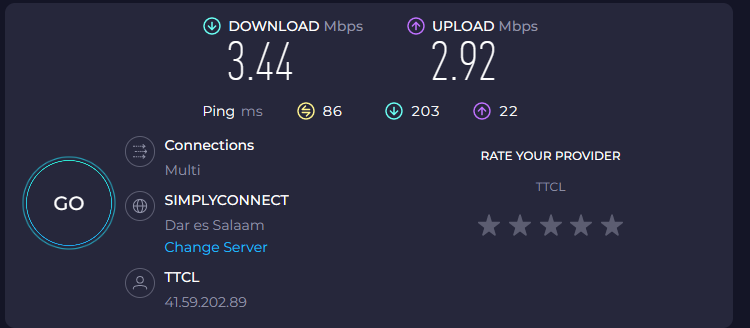 DOWNLOAD Mbps
UPLOAD Mbps
3.44
2.92
Ping ms
86
203
22
Connections
Multi
SIMPLYCONNECT
Dar es Salaam
Change Server
TTCL
41.59.202.89
GO
RATE YOUR PROVIDER
TTCL